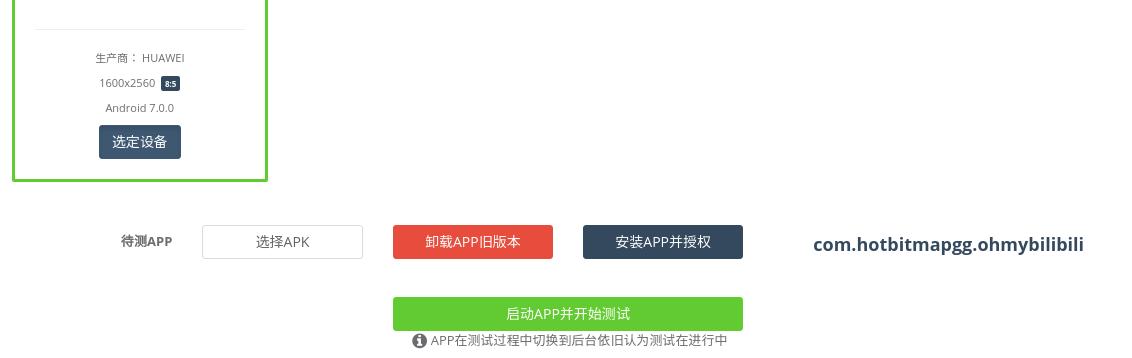 生产商： HUAWEI
1600x2560 8:5
Android 7.0.0
选定设备
待测APP 选择APK 卸载APP旧版本 安装APP并授权 com.hotbitmapgg.ohmybilibili
启动APP并开始测试
APP在测试过程中切换到后台依旧认为测试在进行中